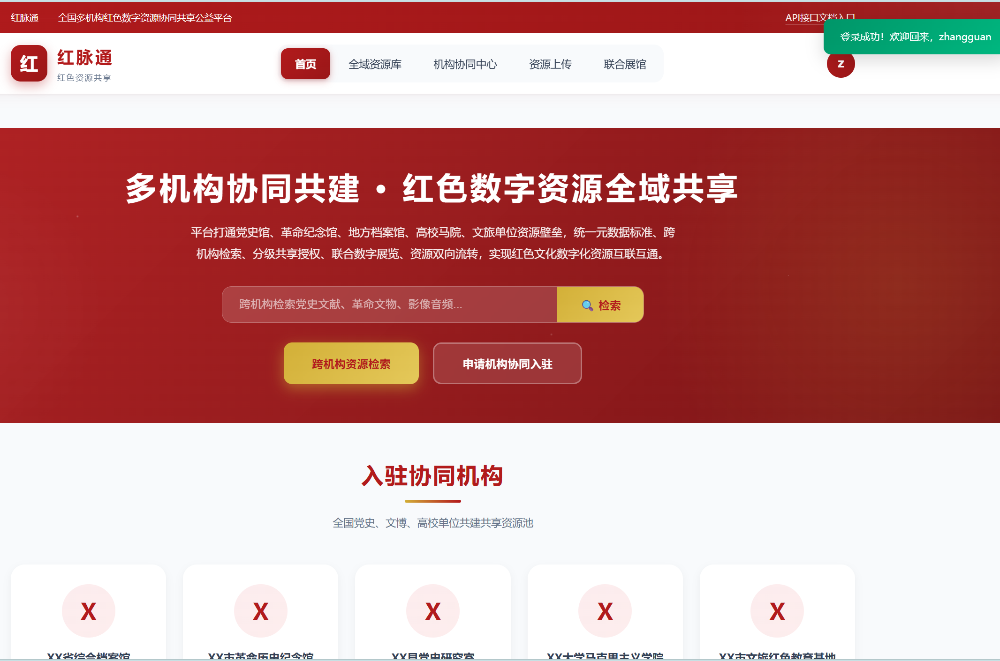 红脉通——全国多机构红色数字资源协同共享公益平台
API接口文档入口
登录成功！欢迎回来，zhangguan
红
红脉通
红色资源共享
首页
全域资源库
机构协同中心
资源上传
联合展馆
z
多机构协同共建 • 红色数字资源全域共享
平台打通党史馆、革命纪念馆、地方档案馆、高校马院、文旅单位资源壁垒，统一元数据标准、跨
机构检索、分级共享授权、联合数字展览、资源双向流转，实现红色文化数字化资源互联互通。
跨机构检索党史文献、革命文物、影像音频...
🔍 检索
跨机构资源检索
申请机构协同入驻
入驻协同机构
全国党史、文博、高校单位共建共享资源池
X
X
X
X
X
XX省综合档案馆
XX市革命历史纪念馆
XX县党史研究室
XX大学马克思主义学院
XX市文旅红色教育基地